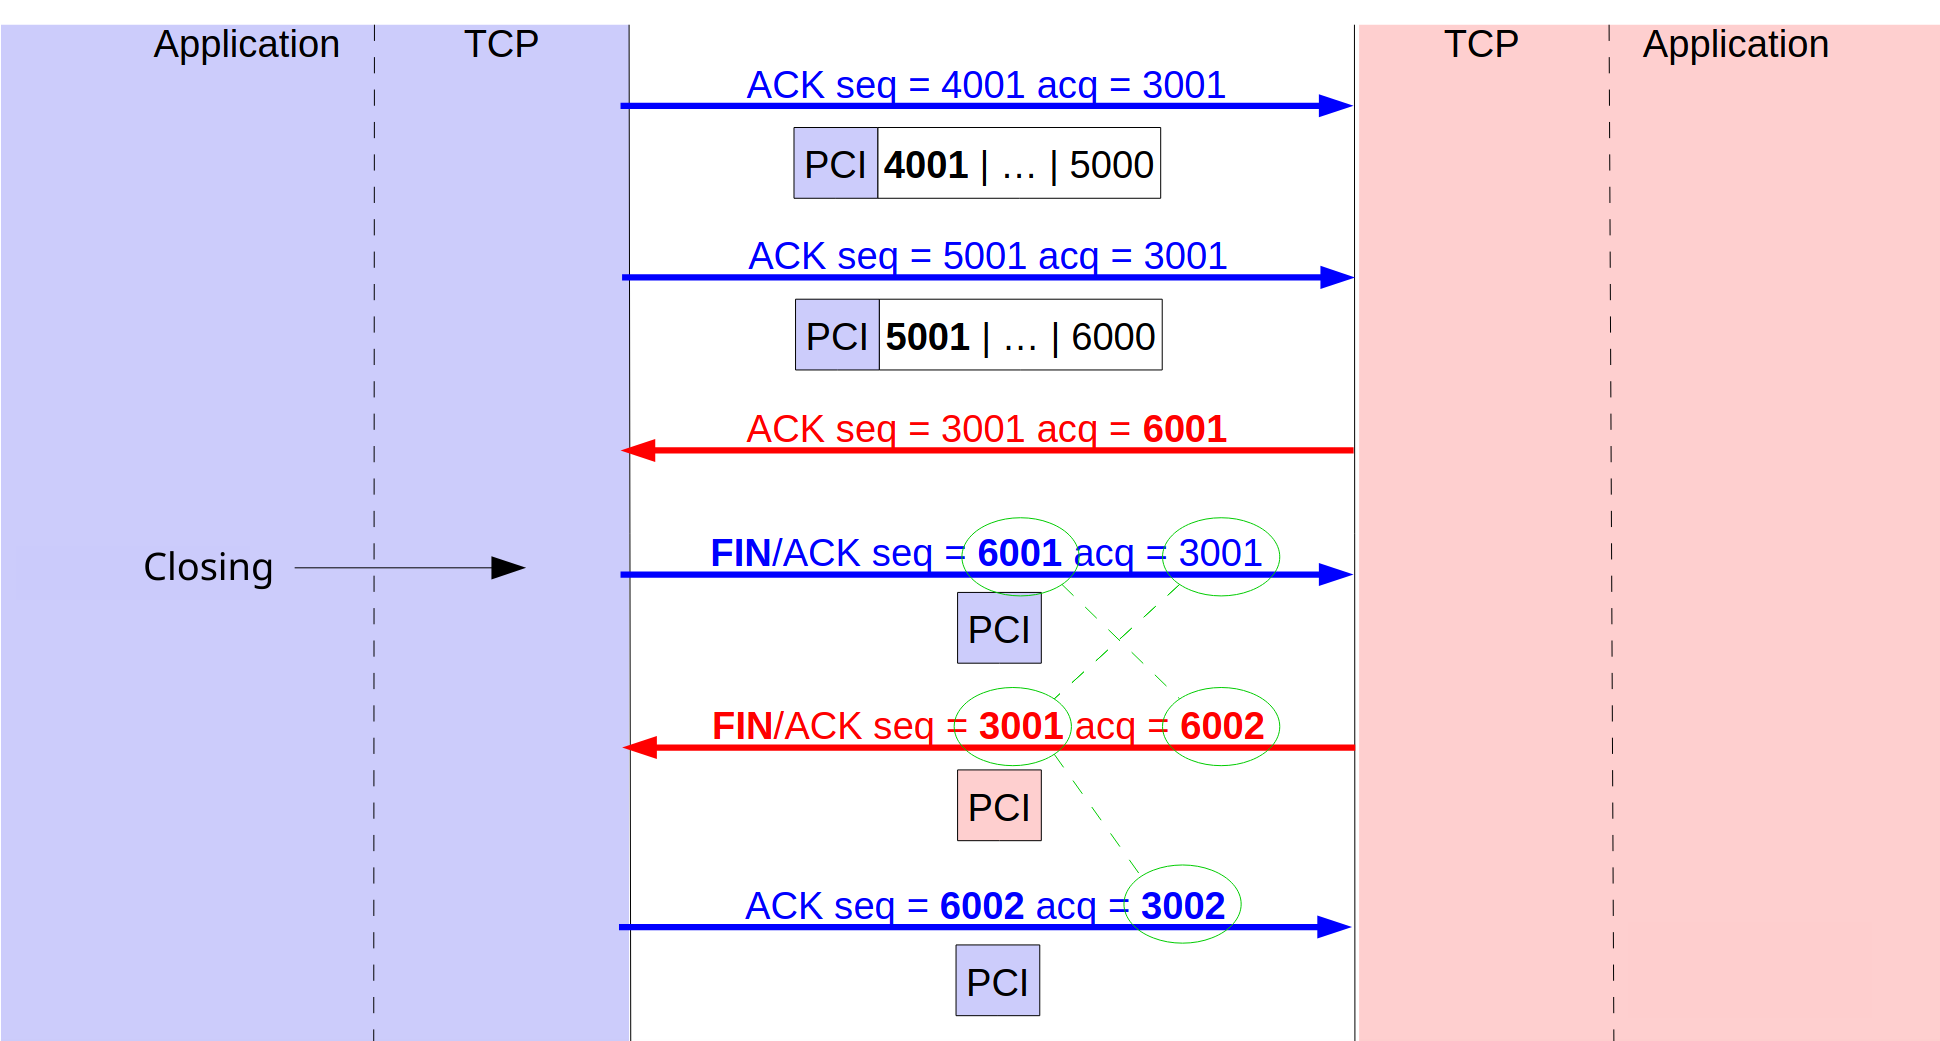 Application TCP TCP Application
ACK seq = 4001 acq = 3001
PCI 4001 | ... | 5000
ACK seq = 5001 acq = 3001
PCI 5001 | ... | 6000
ACK seq = 3001 acq = 6001
Closing
FIN/ACK seq = 6001 acq = 3001
PCI
FIN/ACK seq = 3001 acq = 6002
PCI
ACK seq = 6002 acq = 3002
PCI